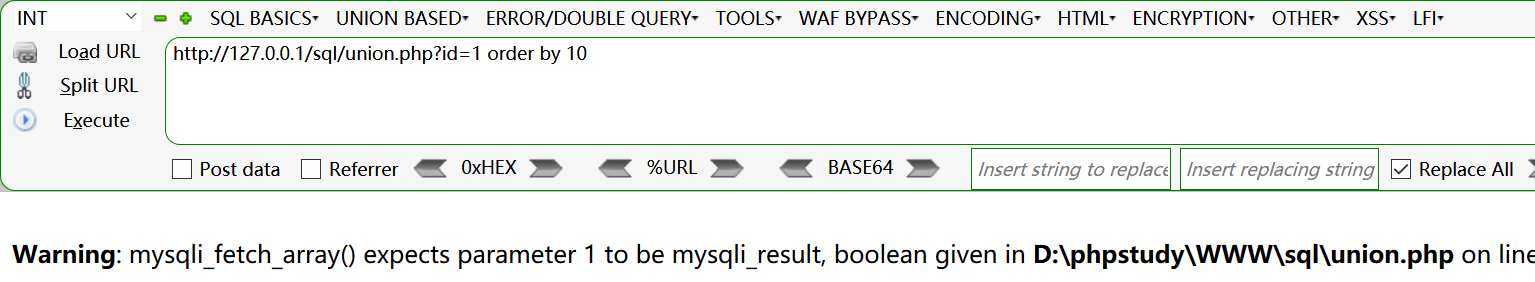 INT SQL BASICS▾ UNION BASED▾ ERROR/DOUBLE QUERY▾ TOOLS▾ WAF BYPASS▾ ENCODING▾ HTML▾ ENCRYPTION▾ OTHER▾ XSS▾ LFI▾
Load URL http://127.0.0.1/sql/union.php?id=1 order by 10
Split URL
Execute
Post data Referrer 0xHEX %URL BASE64 Insert string to replace Insert replacing string Replace All
Warning: mysqli_fetch_array() expects parameter 1 to be mysqli_result, boolean given in D:\phpstudy\WWW\sql\union.php on line